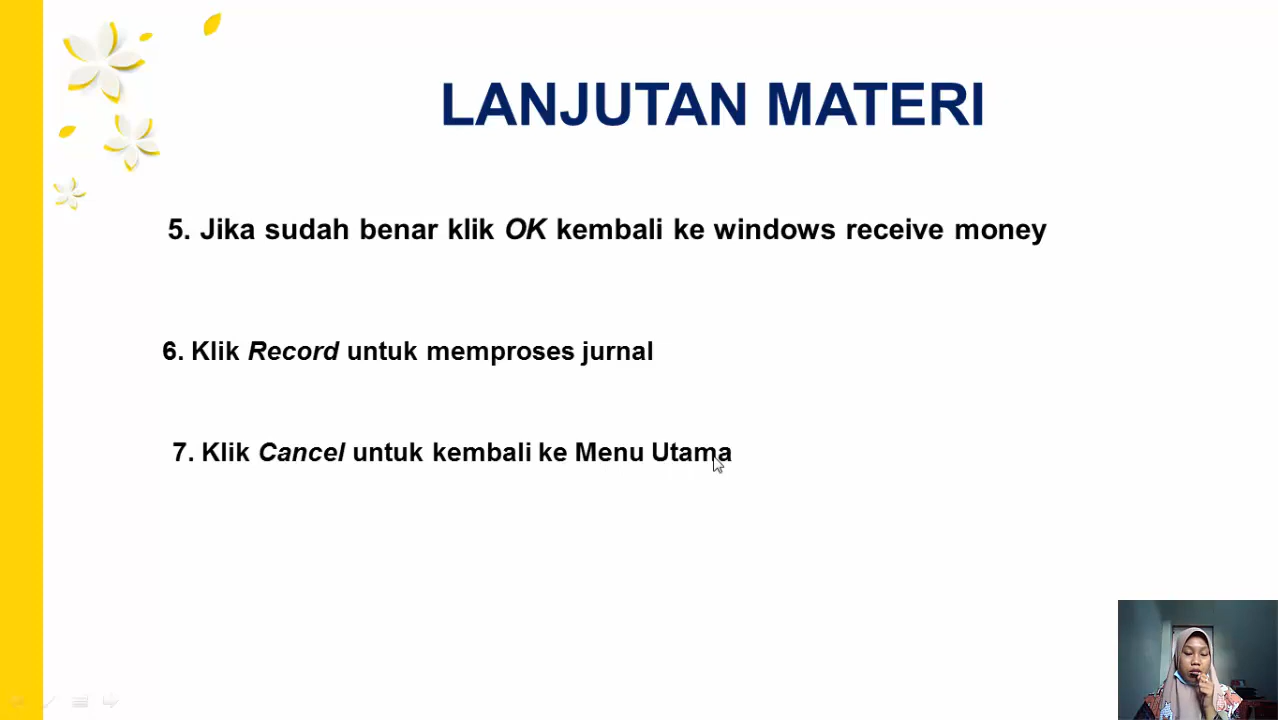 LANJUTAN MATERI
5. Jika sudah benar klik OK kembali ke windows receive money
6. Klik Record untuk memproses jurnal
7. Klik Cancel untuk kembali ke Menu Utama